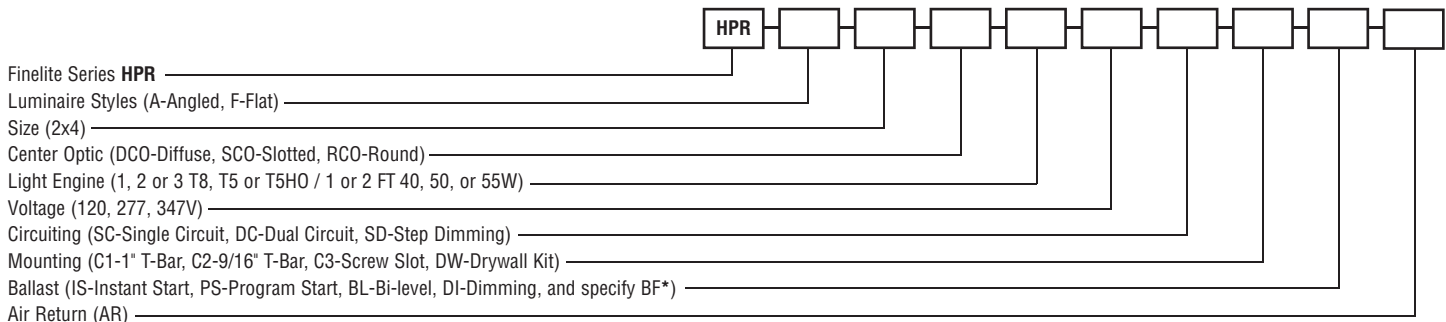 HPR
Finelite Series HPR
Luminaire Styles (A-Angled, F-Flat)
Size (2x4)
Center Optic (DCO-Diffuse, SCO-Slotted, RCO-Round)
Light Engine (1, 2 or 3 T8, T5 or T5HO / 1 or 2 FT 40, 50, or 55W)
Voltage (120, 277, 347V)
Circuiting (SC-Single Circuit, DC-Dual Circuit, SD-Step Dimming)
Mounting (C1-1" T-Bar, C2-9/16" T-Bar, C3-Screw Slot, DW-Drywall Kit)
Ballast (IS-Instant Start, PS-Program Start, BL-Bi-level, DI-Dimming, and specify BF*)
Air Return (AR)